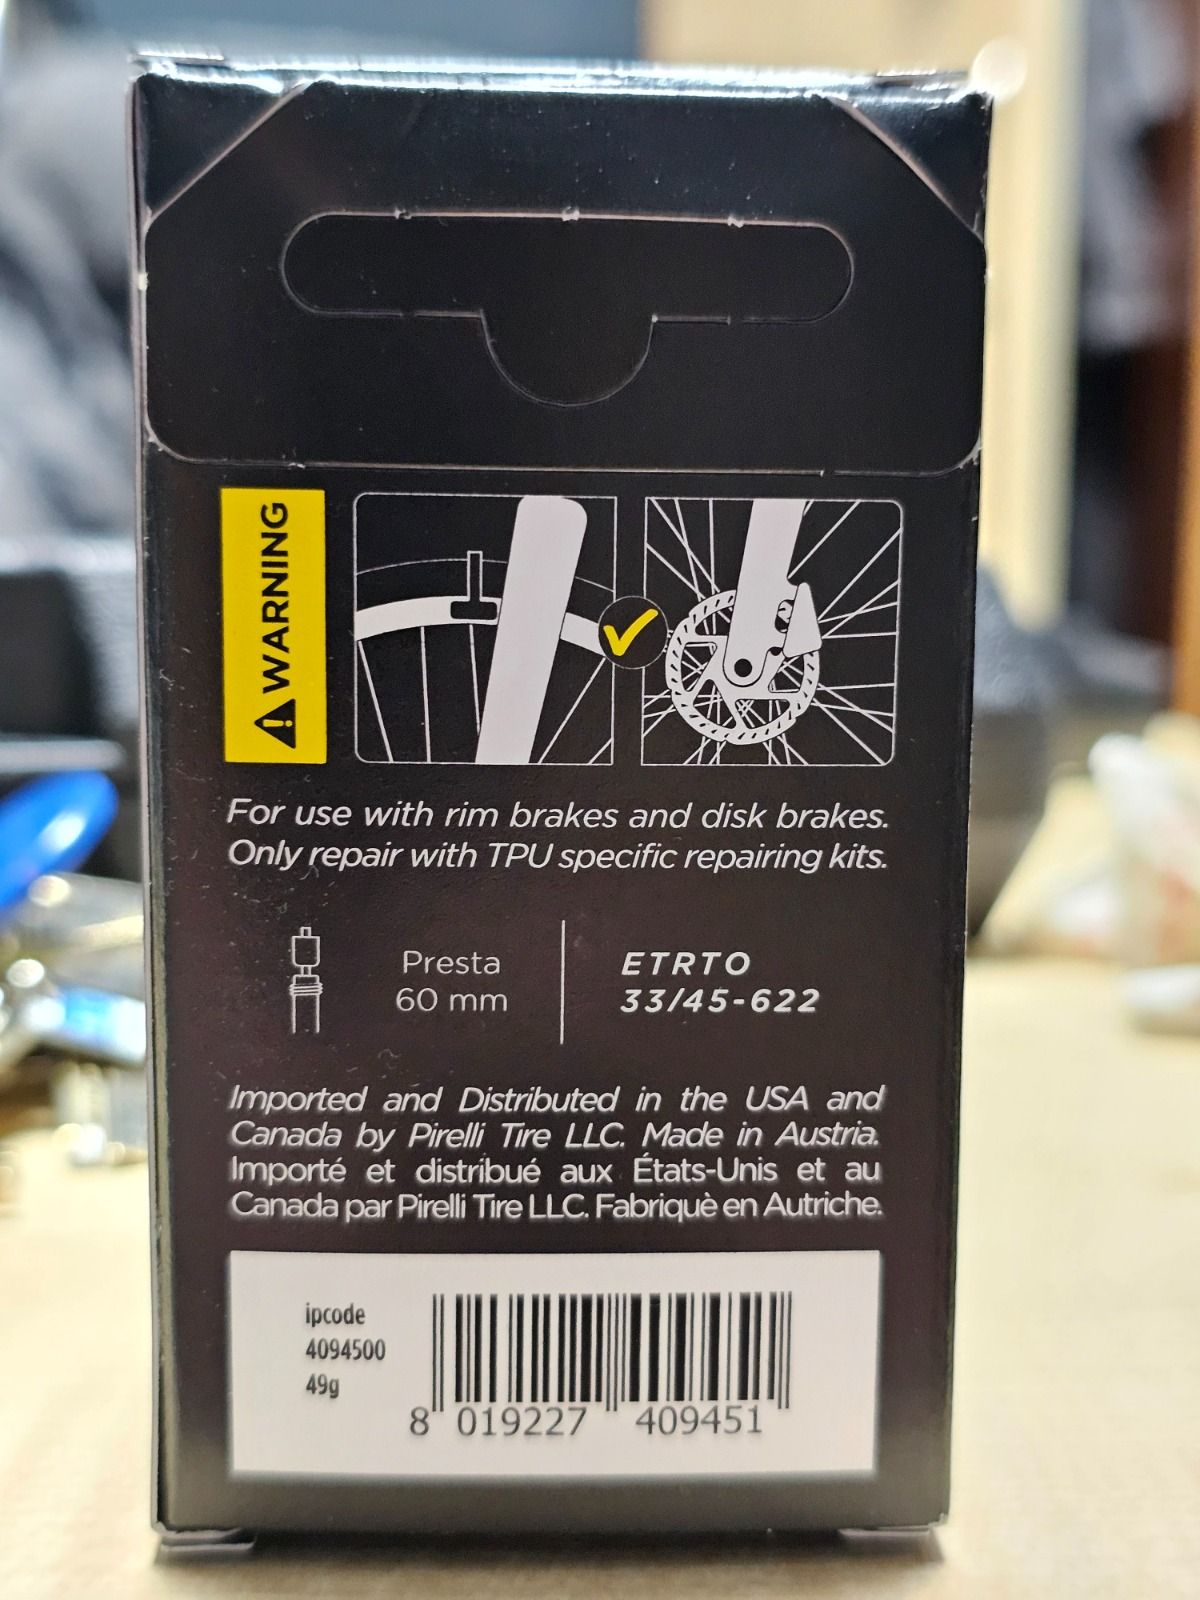 WARNING
For use with rim brakes and disk brakes.
Only repair with TPU specific repairing kits.
Presta
60 mm
ETRTO
33/45-622
Imported and Distributed in the USA and
Canada by Pirelli Tire LLC. Made in Austria.
Importé et distribué aux États-Unis et au
Canada par Pirelli Tire LLC. Fabriquè en Autriche.
ipcode
4094500
49g
8 019227 409451